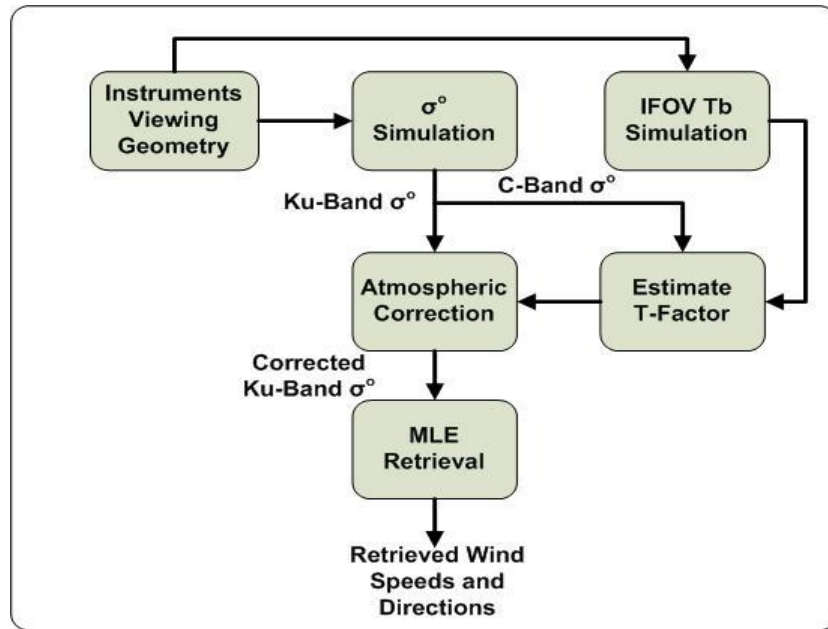 Instruments
Viewing
Geometry
σ°
Simulation
IFOV Tb
Simulation
Ku-Band σ°
C-Band σ°
Atmospheric
Correction
Estimate
T-Factor
Corrected
Ku-Band σ°
MLE
Retrieval
Retrieved Wind
Speeds and
Directions